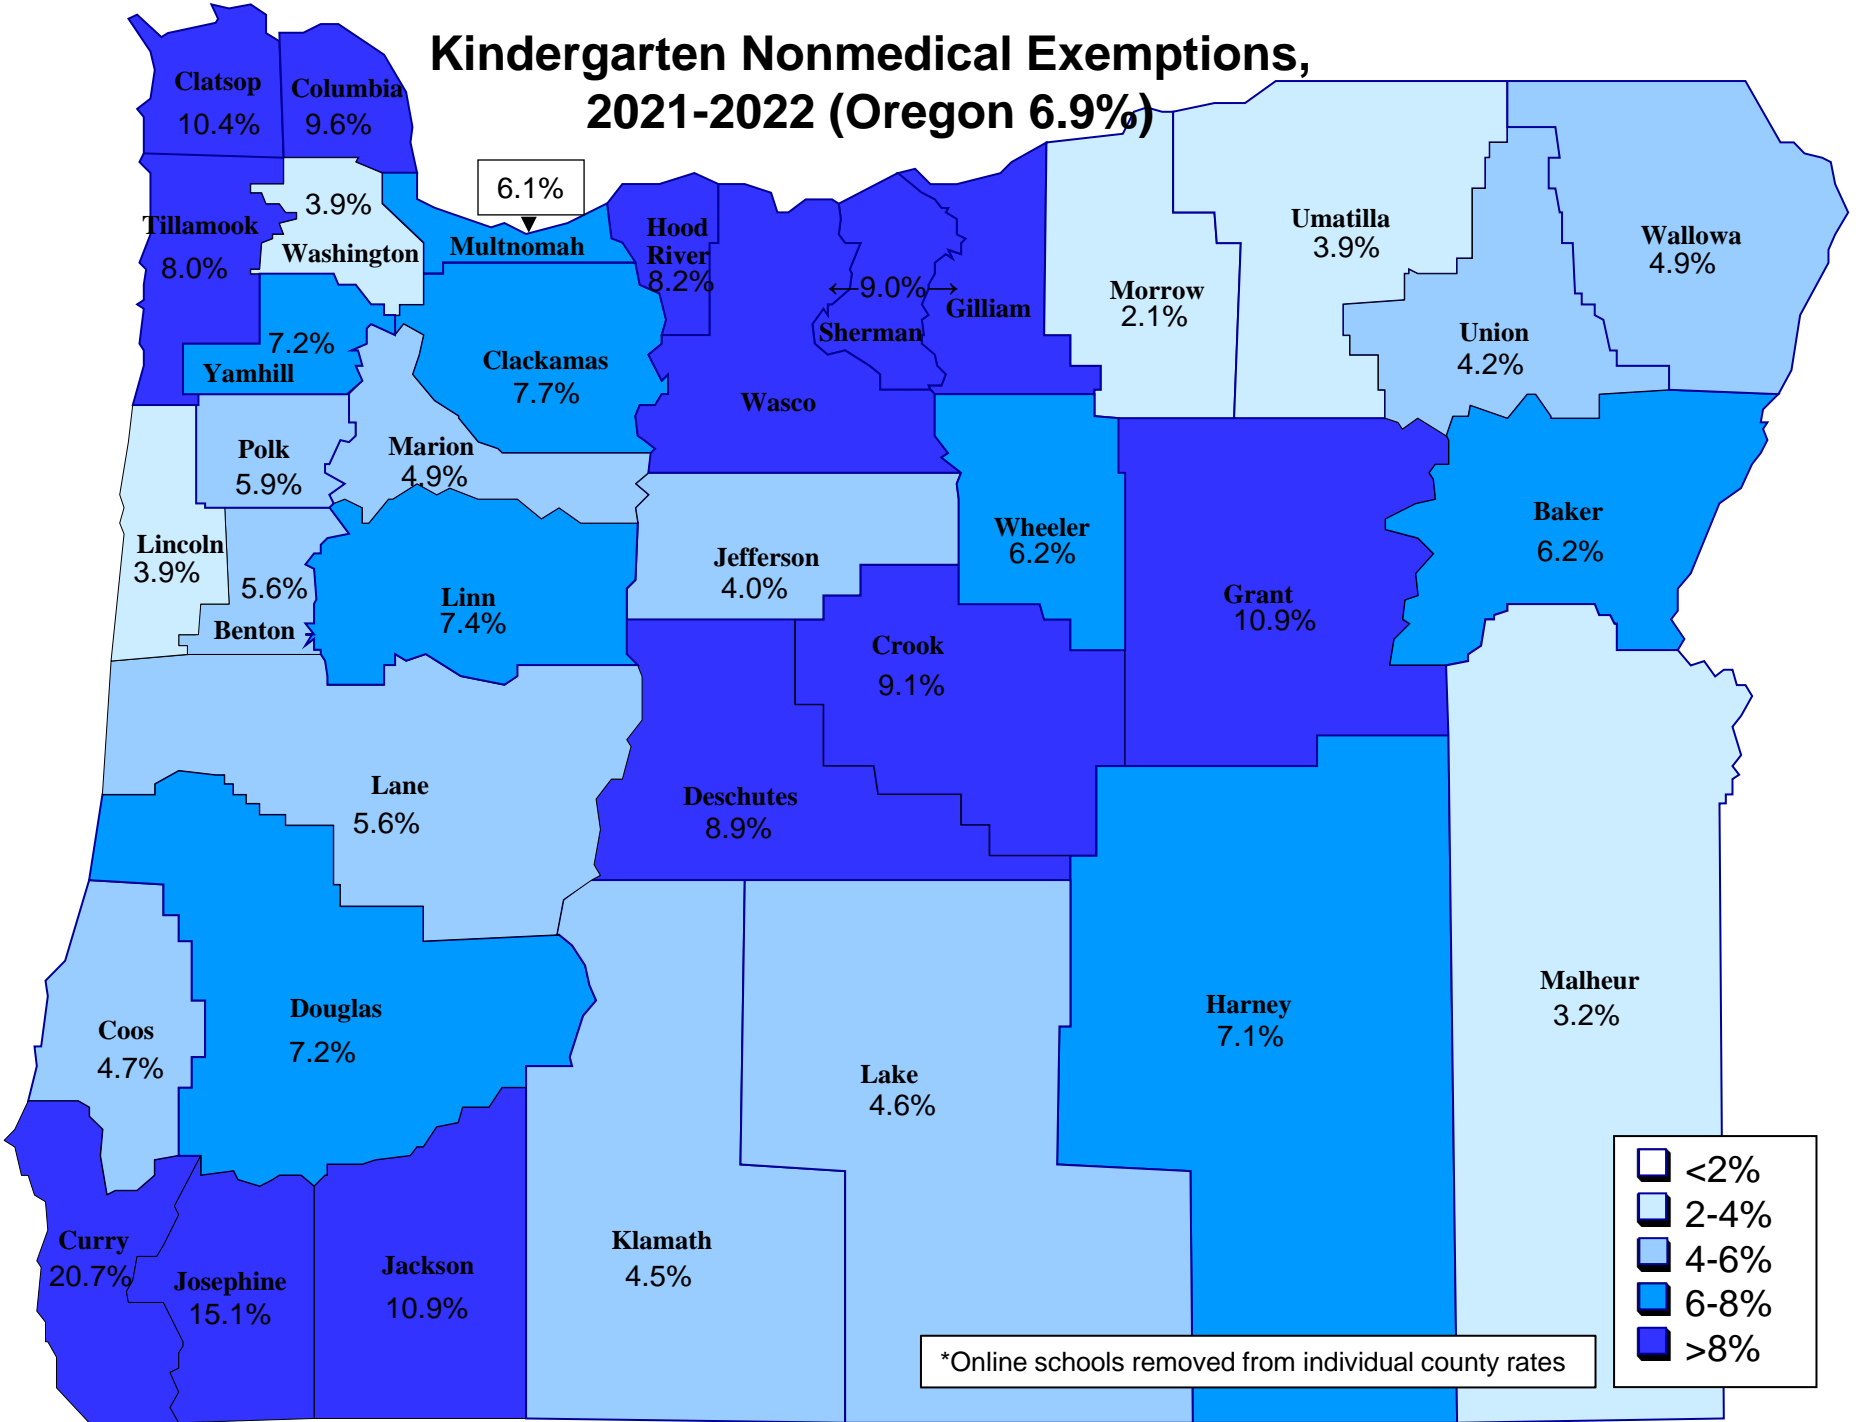 Kindergarten Nonmedical Exemptions,
2021-2022 (Oregon 6.9%)
Clatsop
10.4%
Columbia
9.6%
Tillamook
8.0%
3.9%
Washington
6.1%
Multnomah
Hood
River
8.2%
9.0%
Sherman
Gilliam
Wasco
Morrow
2.1%
Umatilla
3.9%
Union
4.2%
Wallowa
4.9%
7.2%
Yamhill
Clackamas
7.7%
Polk
5.9%
Marion
4.9%
Lincoln
3.9%
5.6%
Benton
Linn
7.4%
Jefferson
4.0%
Wheeler
6.2%
Grant
10.9%
Baker
6.2%
Crook
9.1%
Deschutes
8.9%
Lane
5.6%
Douglas
7.2%
Coos
4.7%
Curry
20.7%
Josephine
15.1%
Jackson
10.9%
Klamath
4.5%
Lake
4.6%
Harney
7.1%
Malheur
3.2%
<2%
2-4%
4-6%
6-8%
>8%
*Online schools removed from individual county rates